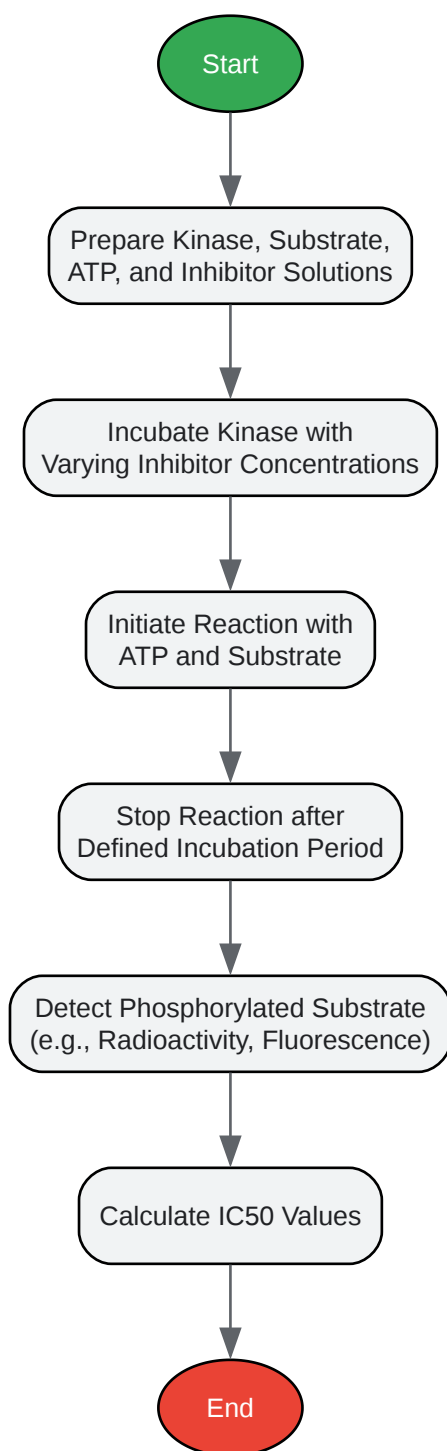 Start
Prepare Kinase, Substrate,
ATP, and Inhibitor Solutions
Incubate Kinase with
Varying Inhibitor Concentrations
Initiate Reaction with
ATP and Substrate
Stop Reaction after
Defined Incubation Period
Detect Phosphorylated Substrate
(e.g., Radioactivity, Fluorescence)
Calculate IC50 Values
End